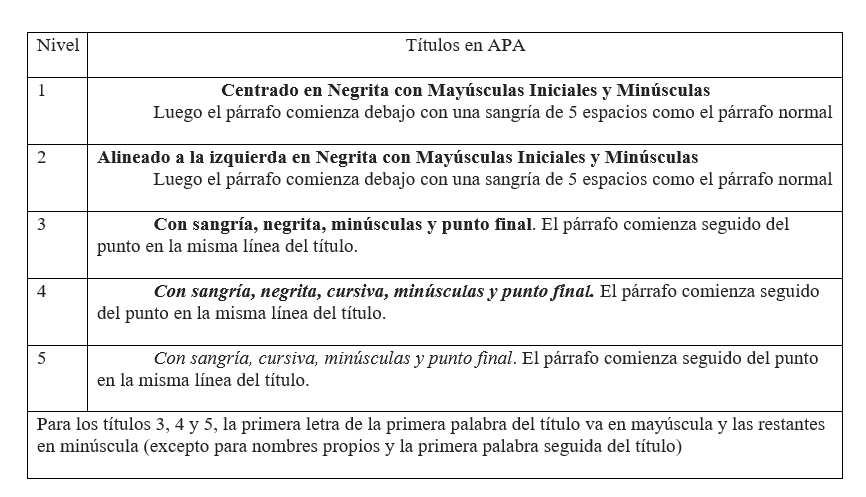 Nivel Títulos en APA
1 Centrado en Negrita con Mayúsculas Iniciales y Minúsculas
Luego el párrafo comienza debajo con una sangría de 5 espacios como el párrafo normal
2 Alineado a la izquierda en Negrita con Mayúsculas Iniciales y Minúsculas
Luego el párrafo comienza debajo con una sangría de 5 espacios como el párrafo normal
3 Con sangría, negrita, minúsculas y punto final. El párrafo comienza seguido del
punto en la misma línea del título.
4 Con sangría, negrita, cursiva, minúsculas y punto final. El párrafo comienza seguido
del punto en la misma línea del título.
5 Con sangría, cursiva, minúsculas y punto final. El párrafo comienza seguido del punto
en la misma línea del título.
Para los títulos 3, 4 y 5, la primera letra de la primera palabra del título va en mayúscula y las restantes
en minúscula (excepto para nombres propios y la primera palabra seguida del título)